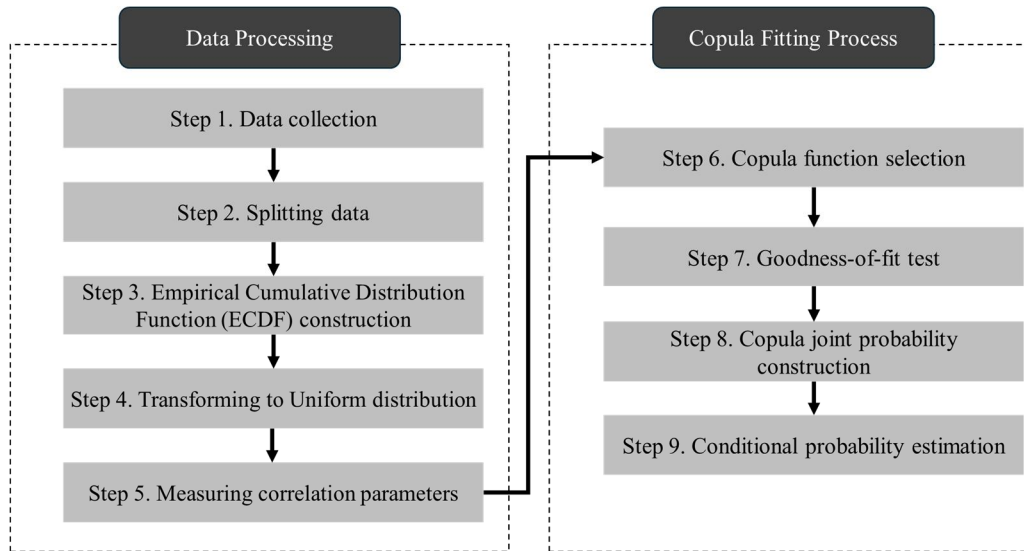 Data Processing
Step 1. Data collection
Step 2. Splitting data
Step 3. Empirical Cumulative Distribution
Function (ECDF) construction
Step 4. Transforming to Uniform distribution
Step 5. Measuring correlation parameters
Copula Fitting Process
Step 6. Copula function selection
Step 7. Goodness-of-fit test
Step 8. Copula joint probability
construction
Step 9. Conditional probability estimation